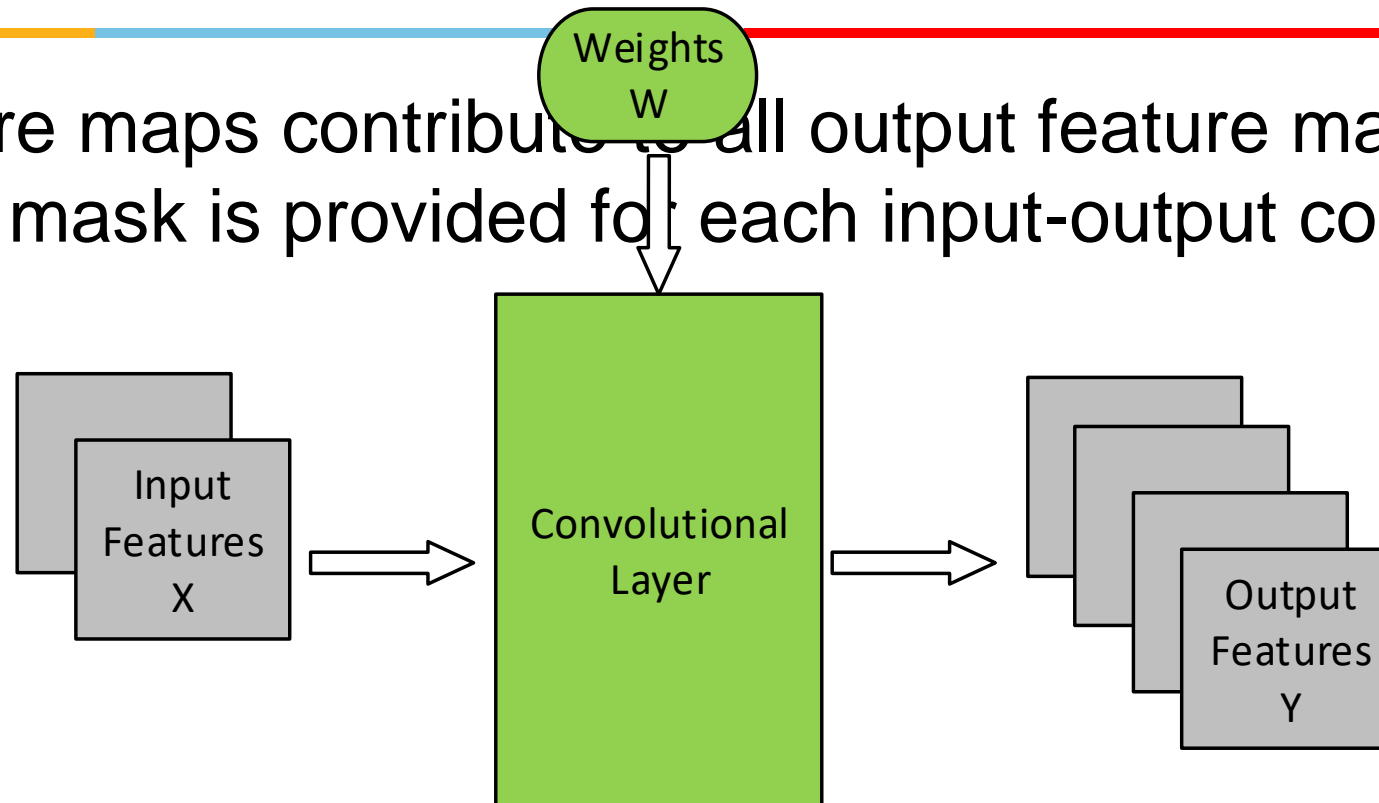 Weights
W
re maps contribute to all output feature ma
mask is provided for each input-output co
Input
Features
X
Convolutional
Layer
Output
Features
Y